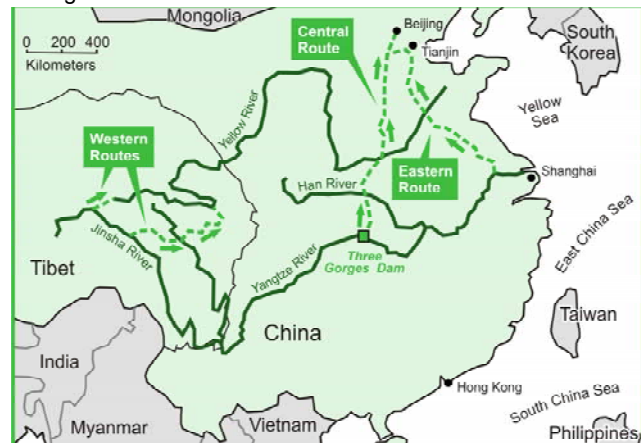 Mongolia
0 200 400
Kilometers
Central
Route
Beijing
Tianjin
South
Korea
Yellow
Sea
Yellow River
Western
Routes
Eastern
Route
Han River
Shanghai
Jinsha River
Yangtze River
Three
Gorges Dam
East China Sea
Tibet
China
Taiwan
India
Hong Kong
South China Sea
Myanmar
Vietnam
Philippines